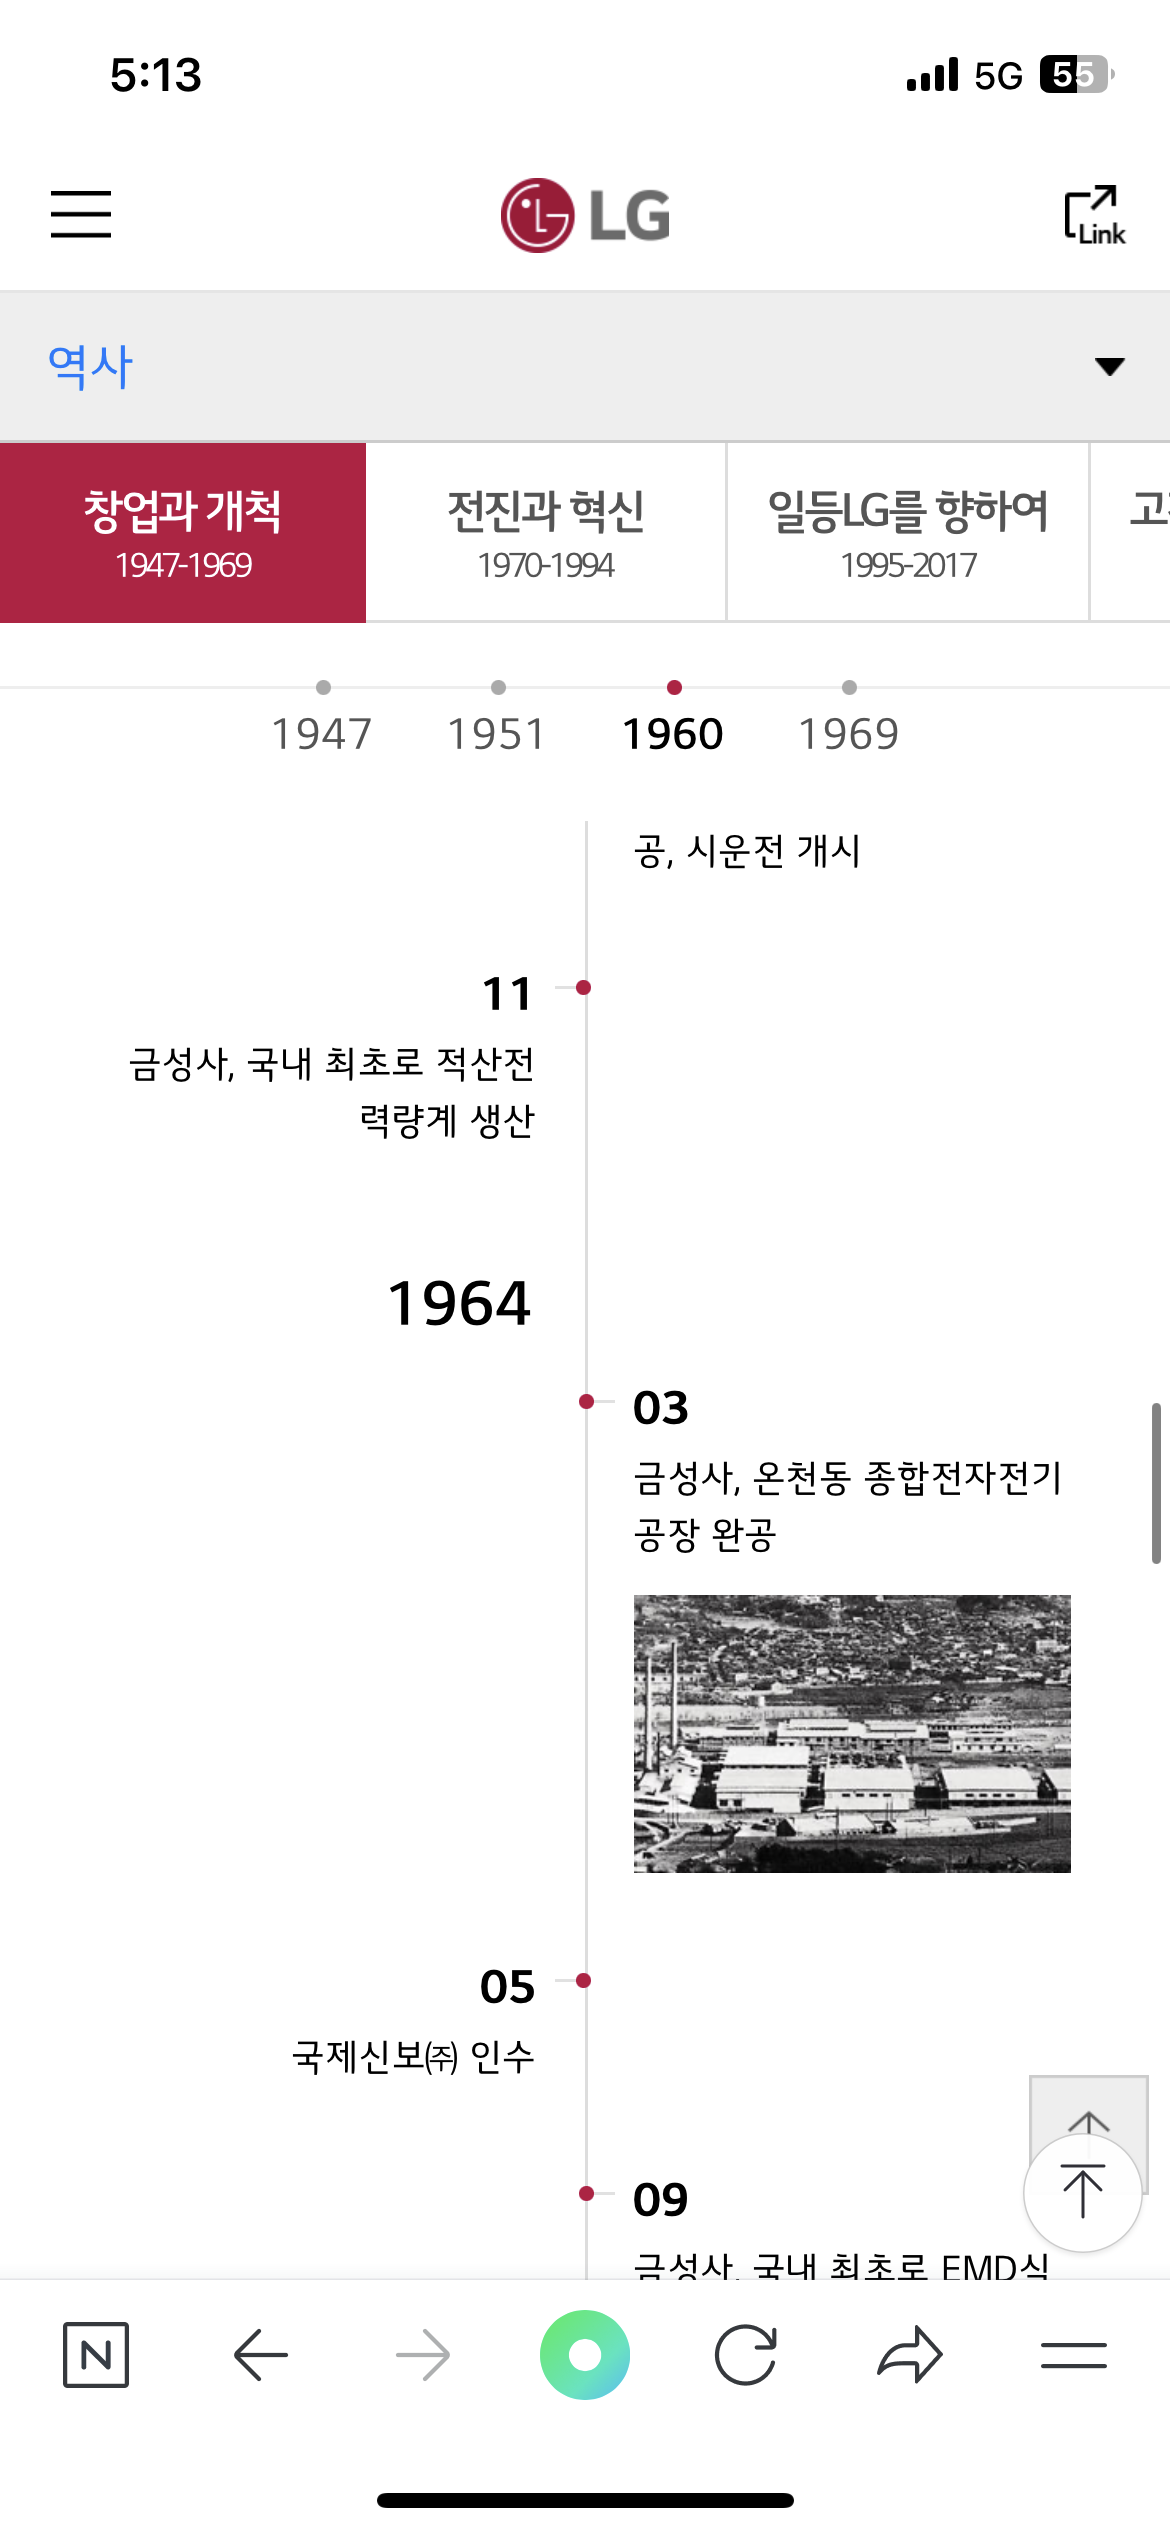 5:13
5G
55
LG
Link
역사
창업과 개척
1947-1969
전진과 혁신
1970-1994
일등LG를 향하여
1995-2017
1947
1951
1960
1969
공, 시운전 개시
11
금성사, 국내 최초로 적산전
력량계 생산
1964
03
금성사, 온천동 종합전자전기
공장 완공
05
국제신보㈜ 인수
09
금성사, 국내 최초로 EMD식
N